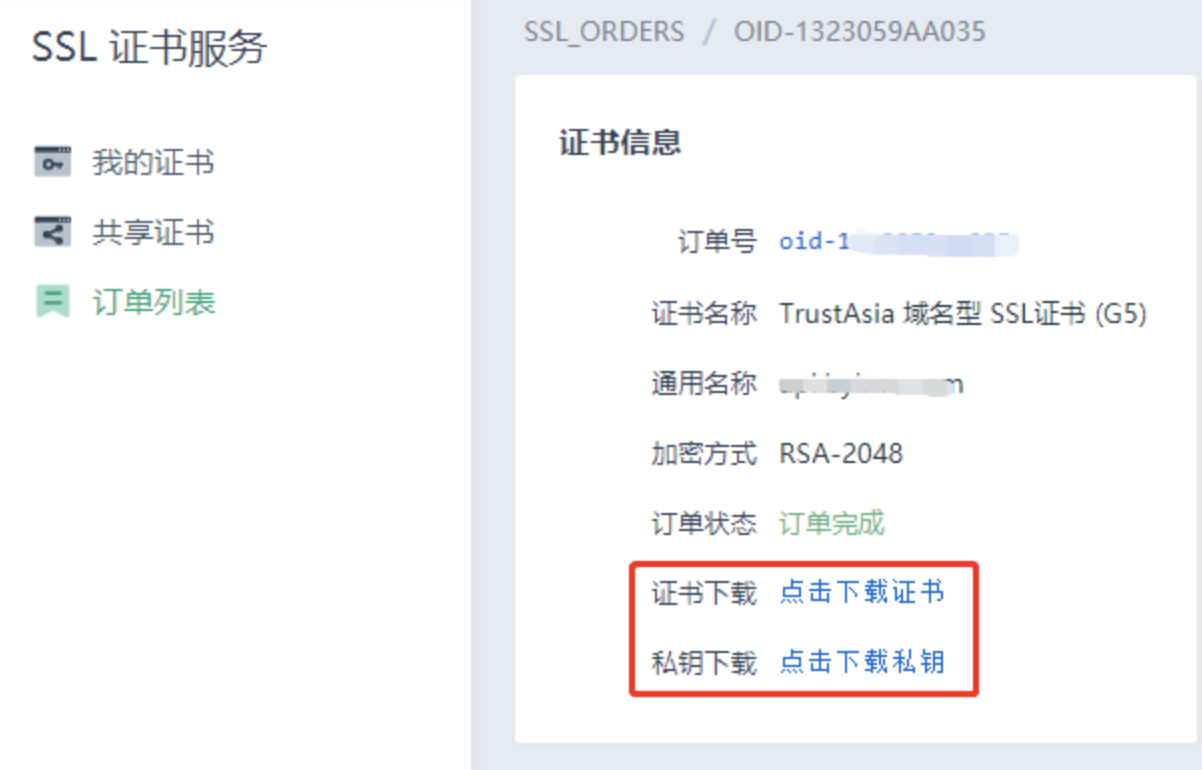 SSL 证书服务
我的证书
共享证书
订单列表
SSL_ORDERS / OID-1323059AA035
证书信息
订单号 oid-1
证书名称 TrustAsia 域名型 SSL证书 (G5)
通用名称
加密方式 RSA-2048
订单状态 订单完成
证书下载 点击下载证书
私钥下载 点击下载私钥